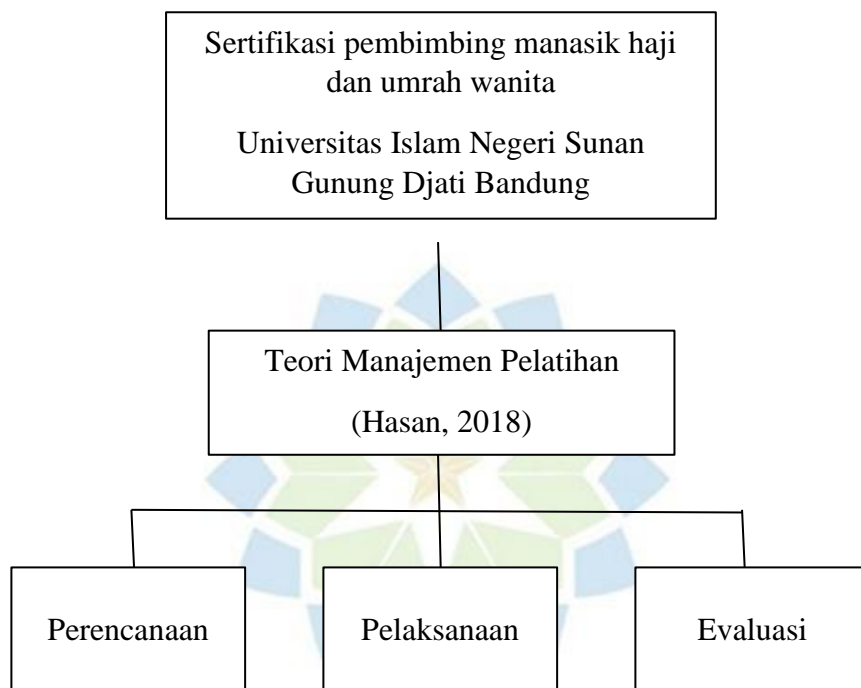 Sertifikasi pembimbing manasik haji
dan umrah wanita
Universitas Islam Negeri Sunan
Gunung Djati Bandung
Teori Manajemen Pelatihan
(Hasan, 2018)
Perencanaan
Pelaksanaan
Evaluasi